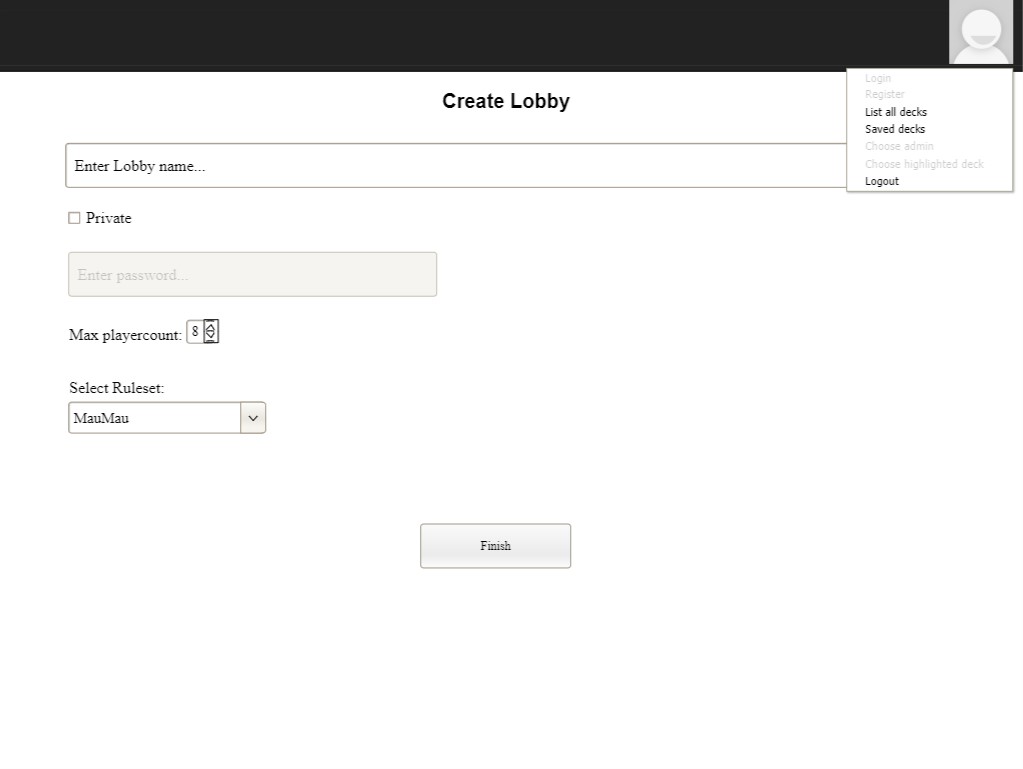 Login
Register
List all decks
Saved decks
Choose admin
Choose highlighted deck
Logout
Create Lobby
Enter Lobby name...
Private
Enter password...
Max playercount: 8
Select Ruleset:
MauMau
Finish